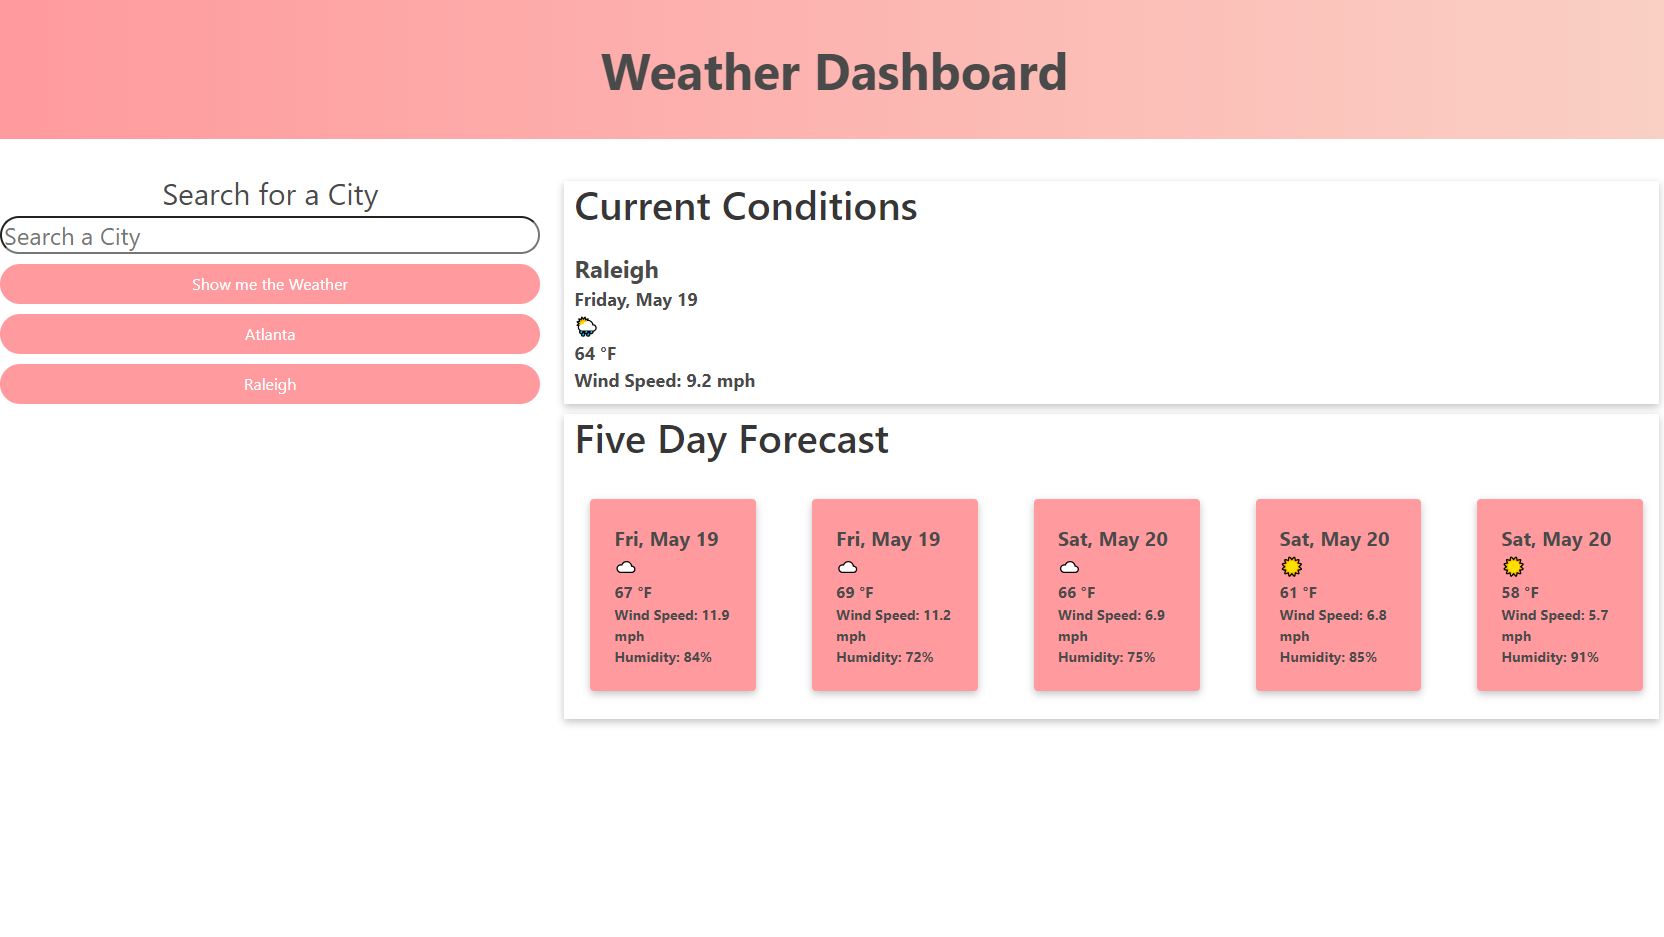 Weather Dashboard
Search for a City
Search a City
Show me the Weather
Atlanta
Raleigh
Current Conditions
Raleigh
Friday, May 19
64 °F
Wind Speed: 9.2 mph
Five Day Forecast
Fri, May 19
67 °F
Wind Speed: 11.9
mph
Humidity: 84%
Fri, May 19
69 °F
Wind Speed: 11.2
mph
Humidity: 72%
Sat, May 20
66 °F
Wind Speed: 6.9
mph
Humidity: 75%
Sat, May 20
61 °F
Wind Speed: 6.8
mph
Humidity: 85%
Sat, May 20
58 °F
Wind Speed: 5.7
mph
Humidity: 91%